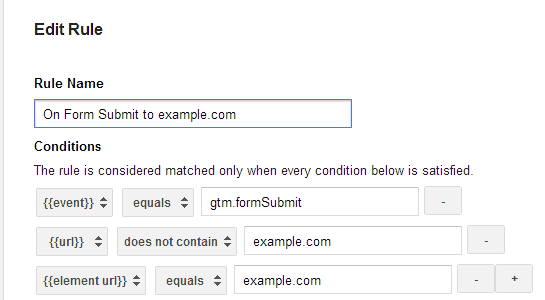 Edit Rule
Rule Name
On Form Submit to example.com
Conditions
The rule is considered matched only when every condition below is satisfied.
{{event}} equals gtm.formSubmit -
{{url}} does not contain example.com -
{{element url}} equals example.com - +